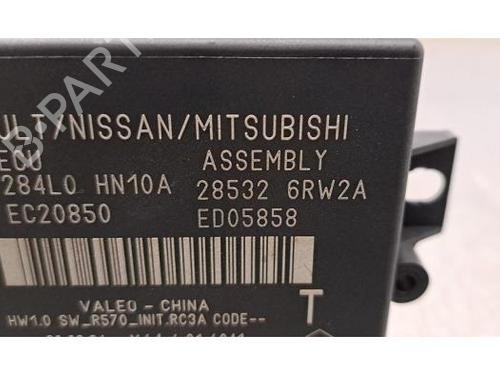 ULT/NISSAN/MITSUBISHI
ECU ASSEMBLY
284L0 HN10A 28532 6RW2A
EC20850 ED05858
VALEO - CHINA
T
HW1.0 SW_R570_INIT.RC3A CODE--